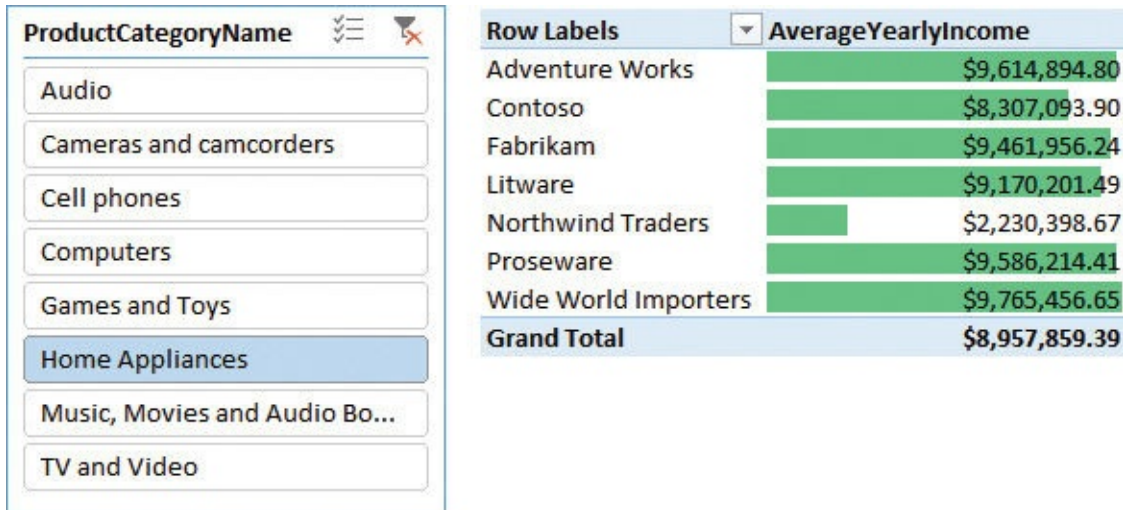 ProductCategoryName
Audio
Cameras and camcorders
Cell phones
Computers
Games and Toys
Home Appliances
Music, Movies and Audio Bo...
TV and Video
Row Labels AverageYearlyIncome
Adventure Works $9,614,894.80
Contoso $8,307,093.90
Fabrikam $9,461,956.24
Litware $9,170,201.49
Northwind Traders $2,230,398.67
Proseware $9,586,214.41
Wide World Importers $9,765,456.65
Grand Total $8,957,859.39